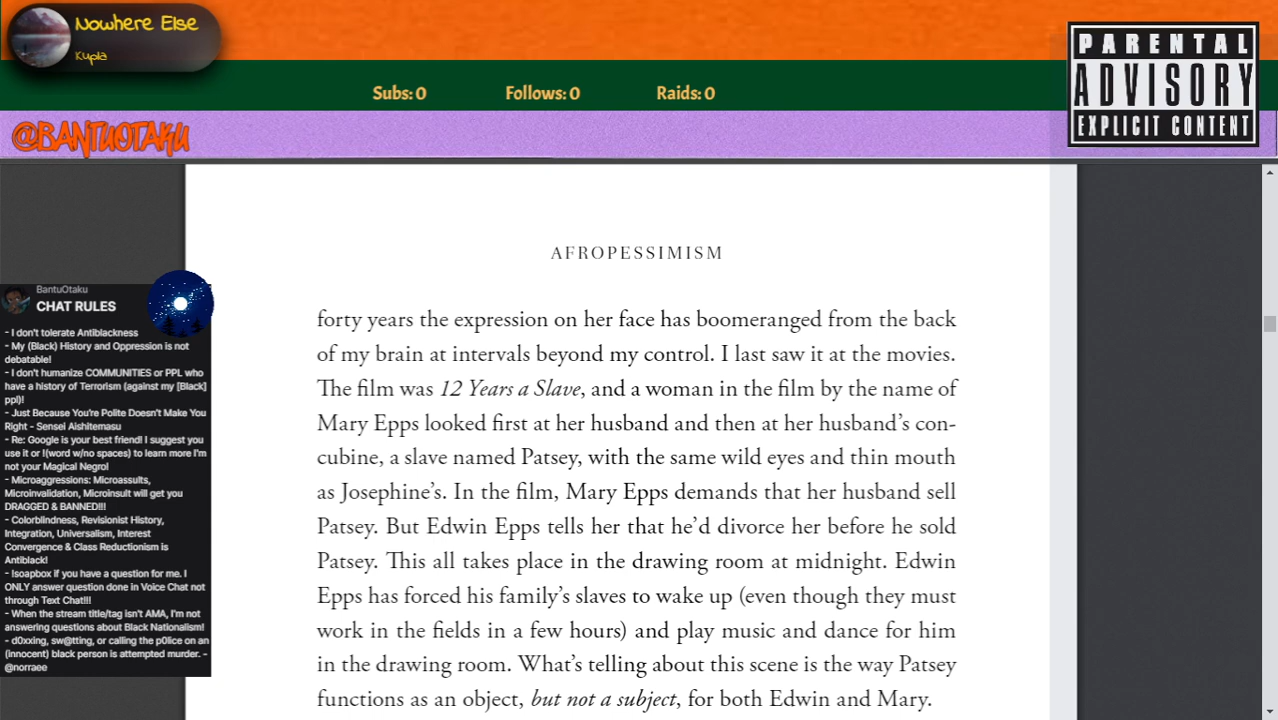 Nowhere Else
Kupla
PARENTAL
ADVISORY
EXPLICIT CONTENT
Subs: 0
Follows: 0
Raids: 0
@BANTUOTAKU
AFROPESSIMISM
forty years the expression on her face has boomeranged from the back
of my brain at intervals beyond my control. I last saw it at the movies.
The film was 12 Years a Slave, and a woman in the film by the name of
Mary Epps looked first at her husband and then at her husband's con-
cubine, a slave named Patsey, with the same wild eyes and thin mouth
as Josephine's. In the film, Mary Epps demands that her husband sell
Patsey. But Edwin Epps tells her that he'd divorce her before he sold
Patsey. This all takes place in the drawing room at midnight. Edwin
Epps has forced his family's slaves to wake up (even though they must
work in the fields in a few hours) and play music and dance for him
in the drawing room. What's telling about this scene is the way Patsey
functions as an object, but not a subject, for both Edwin and Mary.
BantuOtaku
CHAT RULES
- I don't tolerate Antiblackness
- My (Black) History and Oppression is not
debatable!
- I don't humanize COMMUNITIES or PPL who
have a history of Terrorism (against my [Black]
ppl)!
- Just Because You're Polite Doesn't Make You
Right - Sensei Aishitemasu
- Re: Google is your best friend! I suggest you
use it or !(word w/no spaces) to learn more I'm
not your Magical Negro!
- Microaggressions: Microassults,
Microinvalidation, Microinsult will get you
DRAGGED & BANNED!!!
- Colorblindness, Revisionist History,
Integration, Universalism, Interest
Convergence & Class Reductionism is
Antiblack!
- !soapbox if you have a question for me. I
ONLY answer question done in Voice Chat not
through Text Chat!!!
- When the stream title/tag isn't AMA, I'm not
answering questions about Black Nationalism!
- d0xxing, sw@tting, or calling the p0lice on an
(innocent) black person is attempted murder. -
@norraee